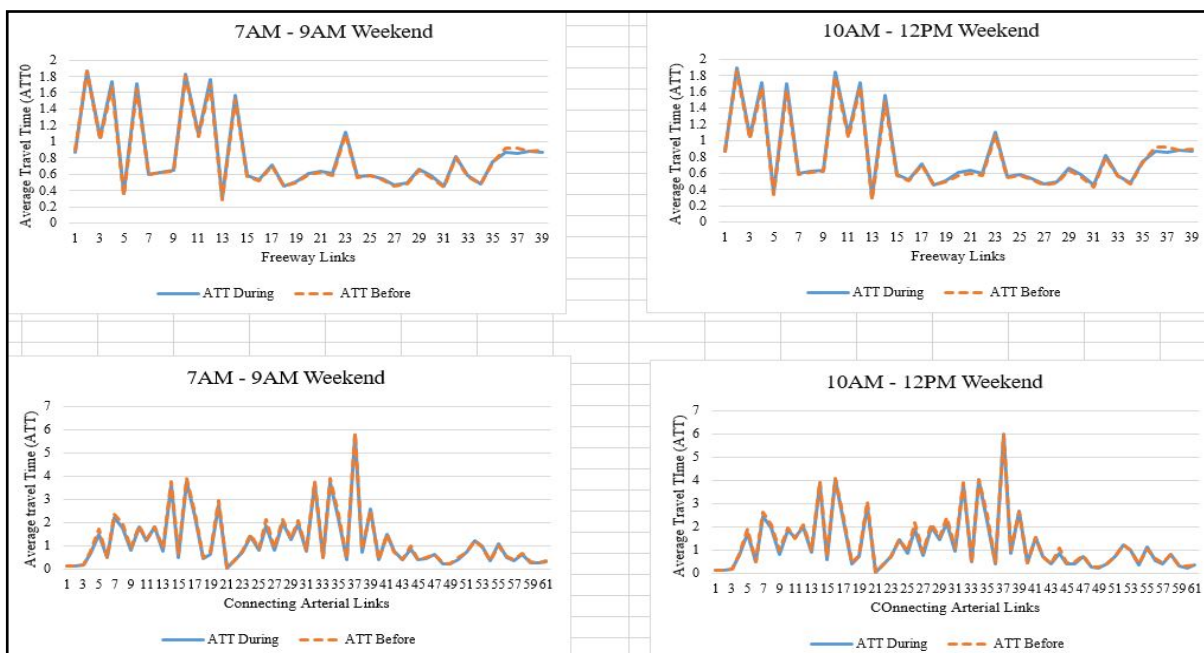 7AM - 9AM Weekend
Average Travel Time (ATT0
2
1.8
1.6
1.4
1.2
1
0.8
0.6
0.4
0.2
0
1 3 5 7 9 11 13 15 17 19 21 23 25 27 29 31 33 35 37 39
Freeway Links
ATT During ATT Before
10AM - 12PM Weekend
Average Travel Time (ATT)
2
1.8
1.6
1.4
1.2
1
0.8
0.6
0.4
0.2
0
1 3 5 7 9 11 13 15 17 19 21 23 25 27 29 31 33 35 37 39
Freeway Links
ATT During ATT Before
7AM - 9AM Weekend
Average travel Time (ATT)
7
6
5
4
3
2
1
0
1 3 5 7 9 11 13 15 17 19 21 23 25 27 29 31 33 35 37 39 41 43 45 47 49 51 53 55 57 59 61
Connecting Arterial Links
ATT During ATT Before
10AM - 12PM Weekend
Average Travel TIme (ATT)
7
6
5
4
3
2
1
0
1 3 5 7 9 11 13 15 17 19 21 23 25 27 29 31 33 35 37 39 41 43 45 47 49 51 53 55 57 59 61
COnnecting Arterial Links
ATT During ATT Before